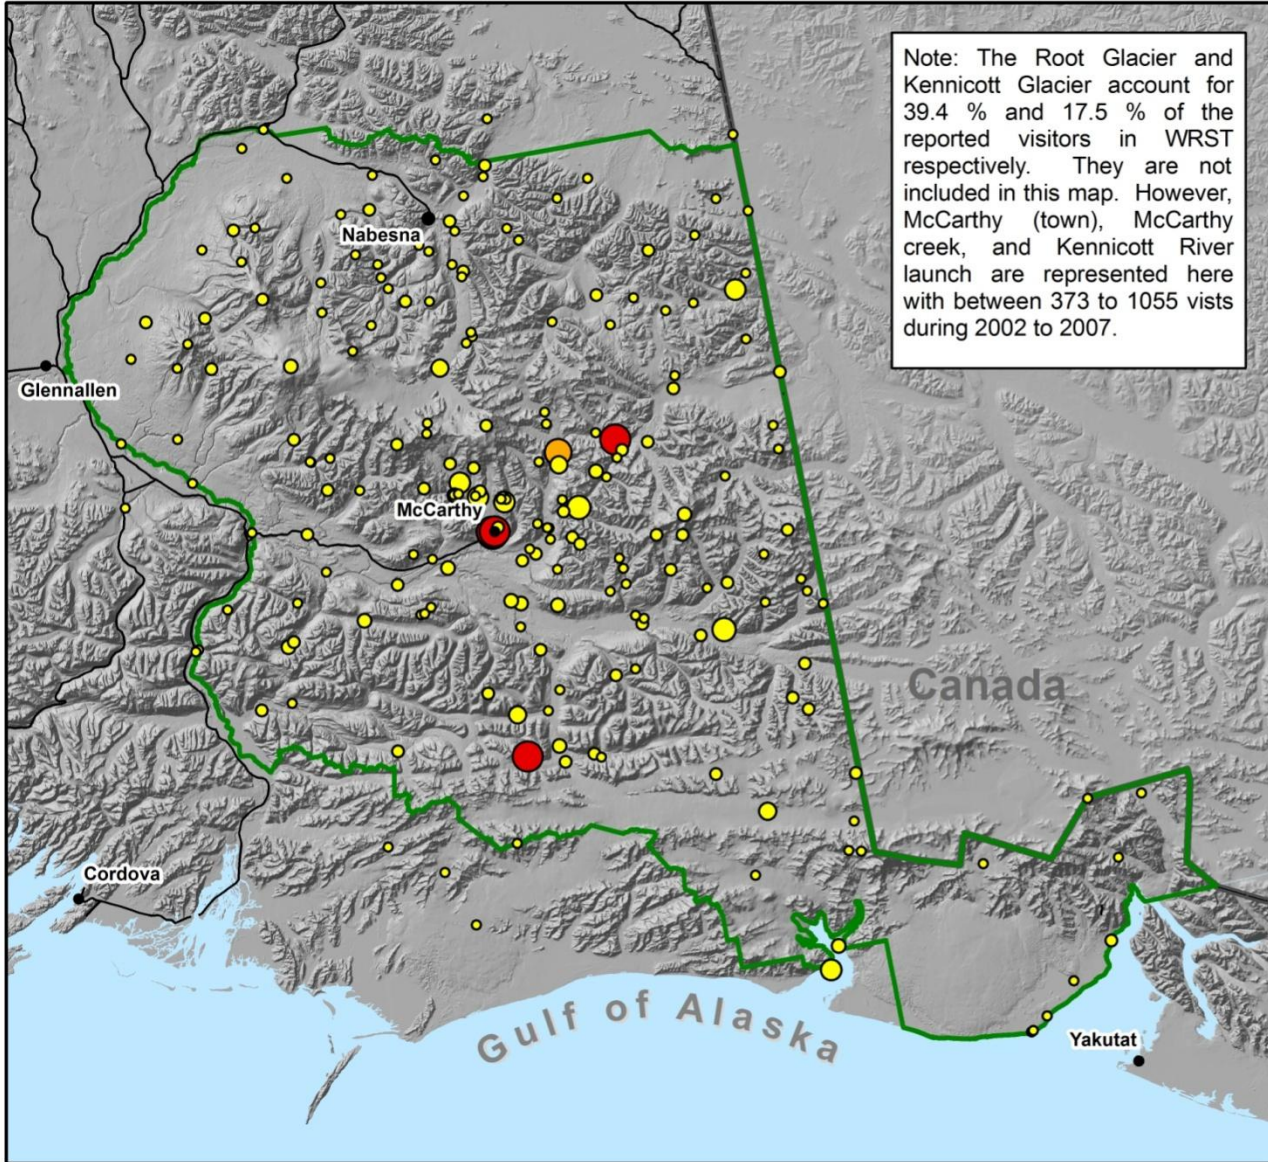 Note: The Root Glacier and
Kennicott Glacier account for
39.4 % and 17.5 % of the
reported visitors in WRST
respectively. They are not
included in this map. However,
McCarthy (town), McCarthy
creek, and Kennicott River
launch are represented here
with between 373 to 1055 vists
during 2002 to 2007.
Nabesna
Glennallen
McCarthy
Canada
Cordova
Gulf of Alaska
Yakutat